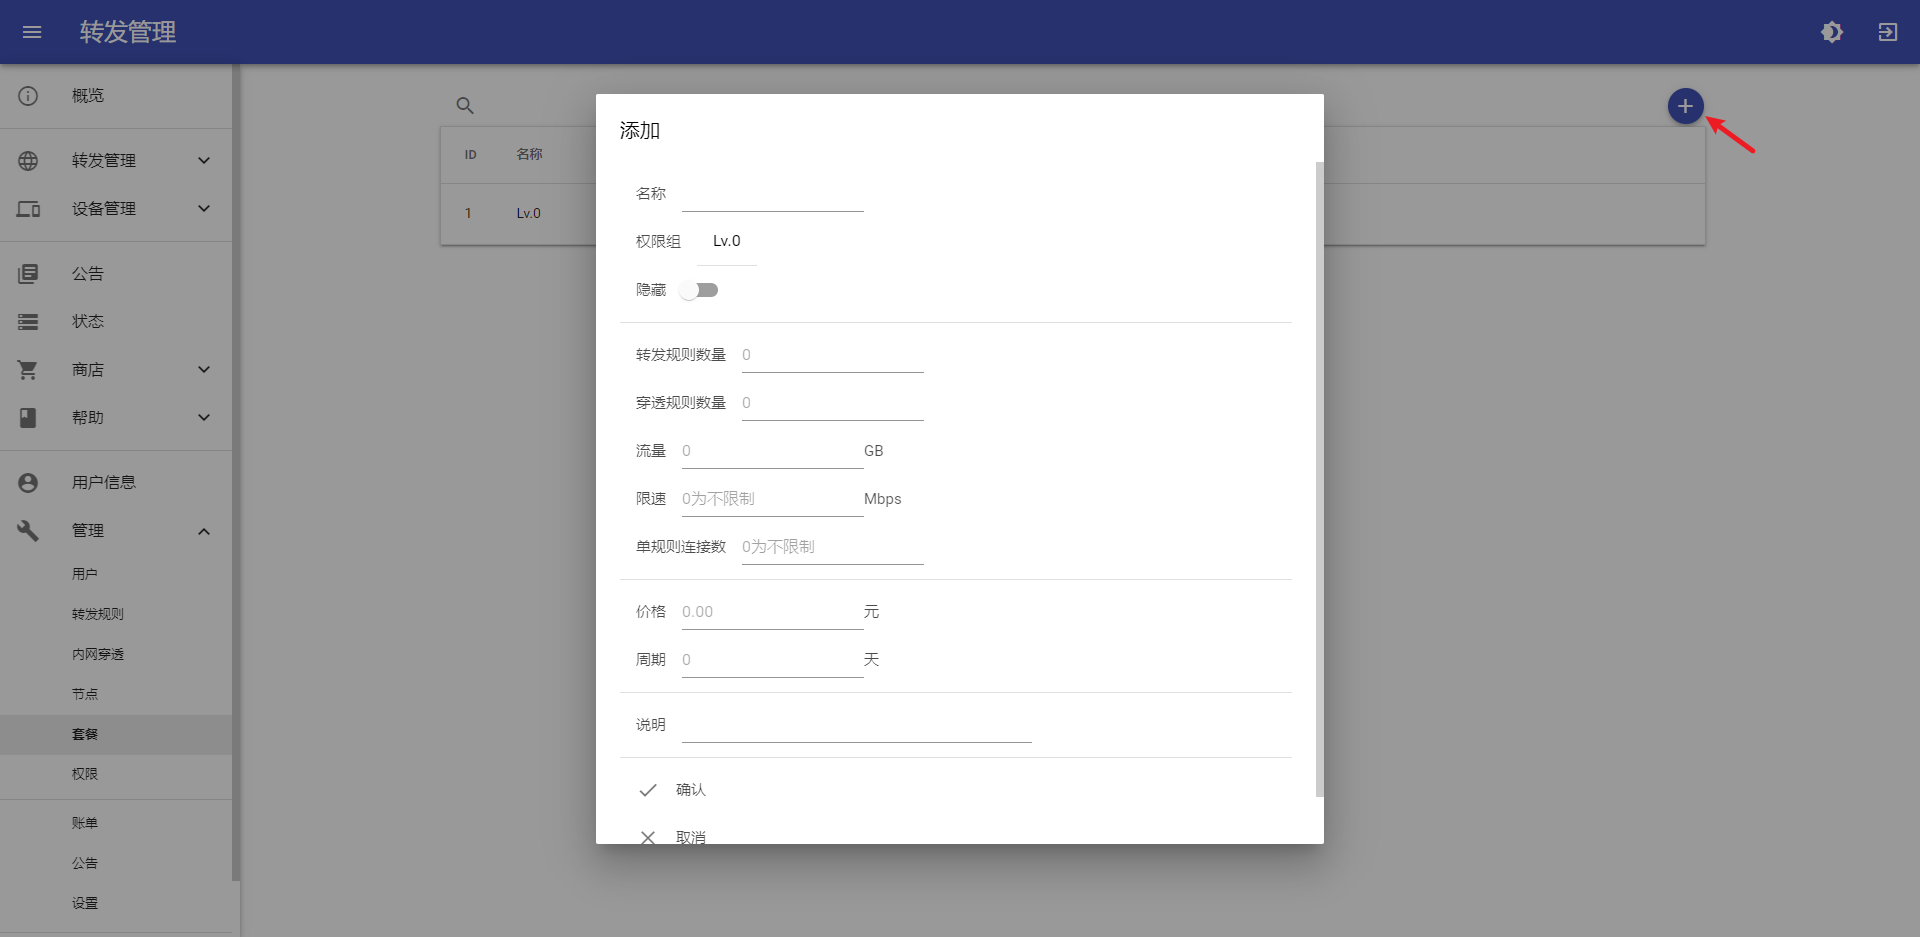 转发管理
概览
转发管理
设备管理
公告
状态
商店
帮助
用户信息
管理
用户
转发规则
内网穿透
节点
套餐
权限
账单
公告
设置
ID 名称
1 Lv.0
添加
名称
权限组 Lv.0
隐藏
转发规则数量 0
穿透规则数量 0
流量 0 GB
限速 0为不限制 Mbps
单规则连接数 0为不限制
价格 0.00 元
周期 0 天
说明
确认
取消